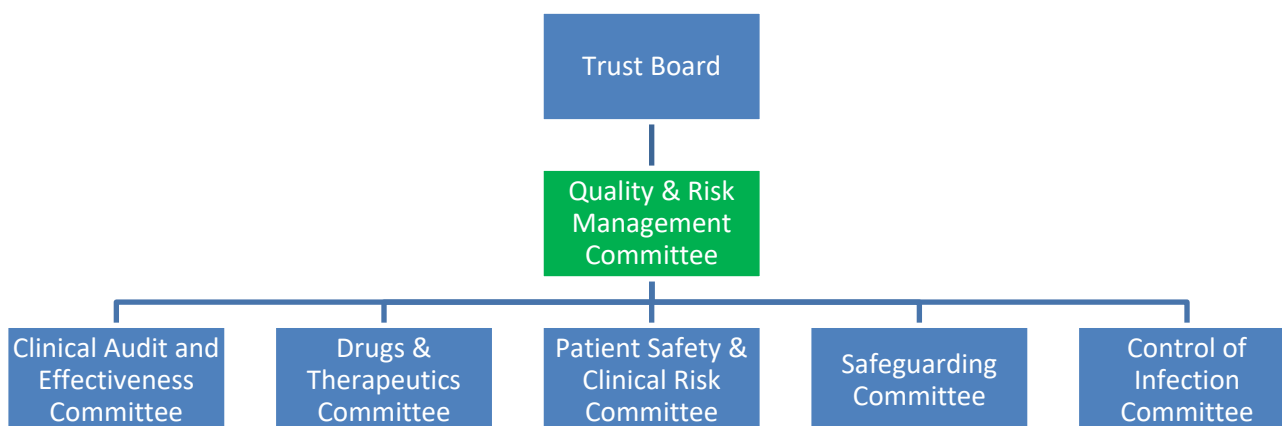 Trust Board
Quality & Risk
Management
Committee
Clinical Audit and
Effectiveness
Committee
Drugs &
Therapeutics
Committee
Patient Safety &
Clinical Risk
Committee
Safeguarding
Committee
Control of
Infection
Committee